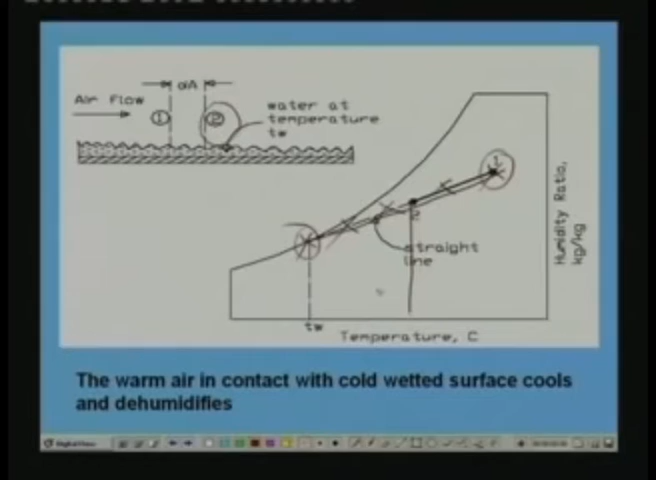 dA
Air Flow
1
2
water at
temperature
tw
1
2
straight
line
Humidity Ratio,
kg/kg
tw
Temperature, C
The warm air in contact with cold wetted surface cools
and dehumidifies